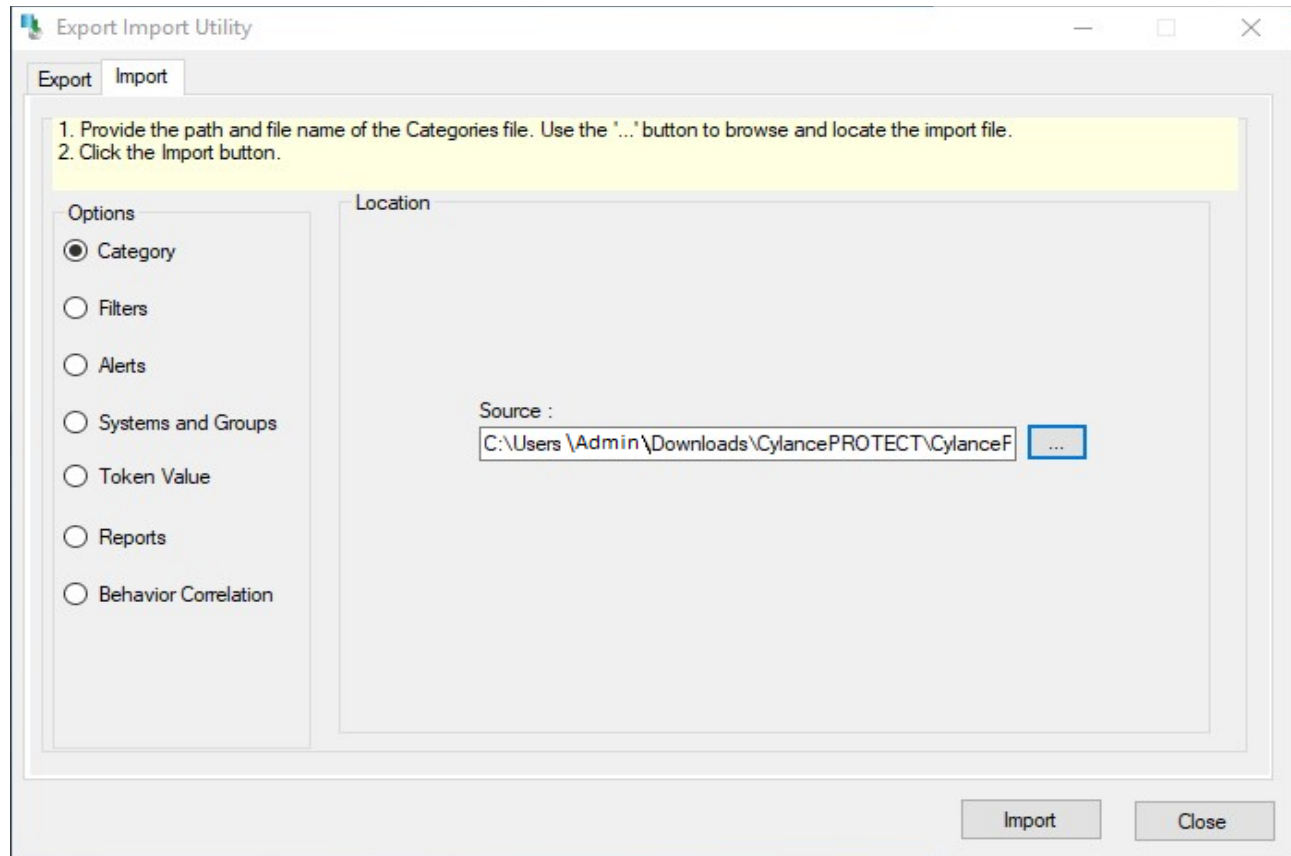 Export Import Utility
Export Import
1. Provide the path and file name of the Categories file. Use the '...' button to browse and locate the import file.
2. Click the Import button.
Options
Category
Filters
Alerts
Systems and Groups
Token Value
Reports
Behavior Correlation
Location
Source :
C:\Users \Admin\Downloads\CylancePROTECT\CylanceP ...
Import Close